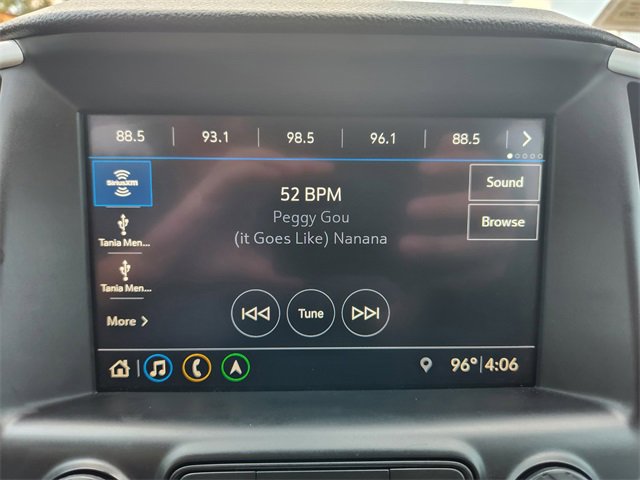 88.5 93.1 98.5 96.1 88.5
SiriusXM
52 BPM
Peggy Gou
(it Goes Like) Nanana
Sound
Browse
Tania Men...
Tania Men...
More
Tune
96° 4:06